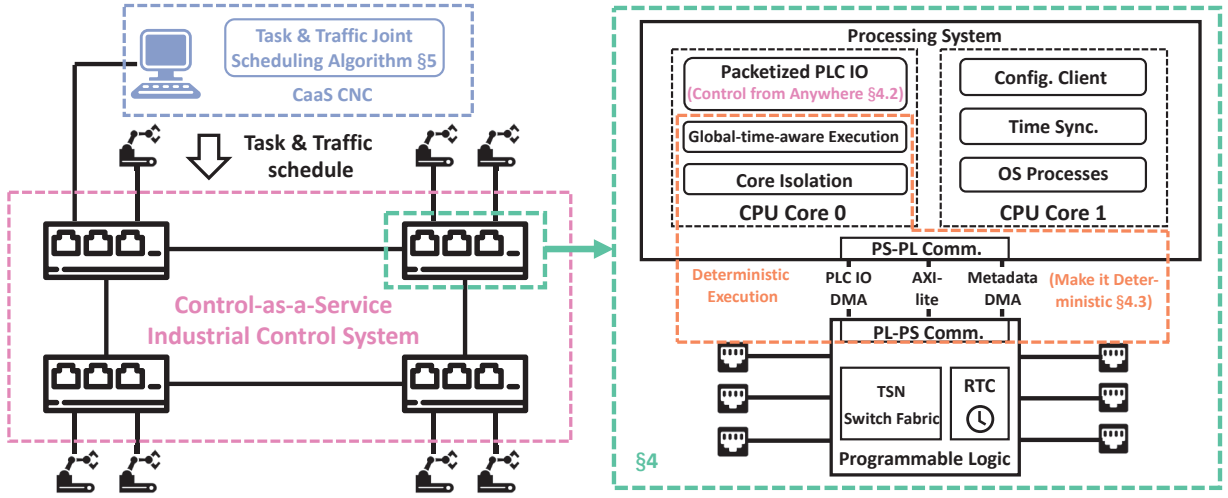 Task & Traffic Joint
Scheduling Algorithm §5
CaaS CNC
Task & Traffic
schedule
Control-as-a-Service
Industrial Control System
Processing System
Packetized PLC IO
(Control from Anywhere §4.2)
Global-time-aware Execution
Core Isolation
CPU Core 0
Config. Client
Time Sync.
OS Processes
CPU Core 1
PS-PL Comm.
Deterministic
Execution
PLC IO
DMA
AXI-
lite
Metadata
DMA
(Make it Deter-
ministic §4.3)
PL-PS Comm.
TSN
Switch Fabric
RTC
Programmable Logic
§4